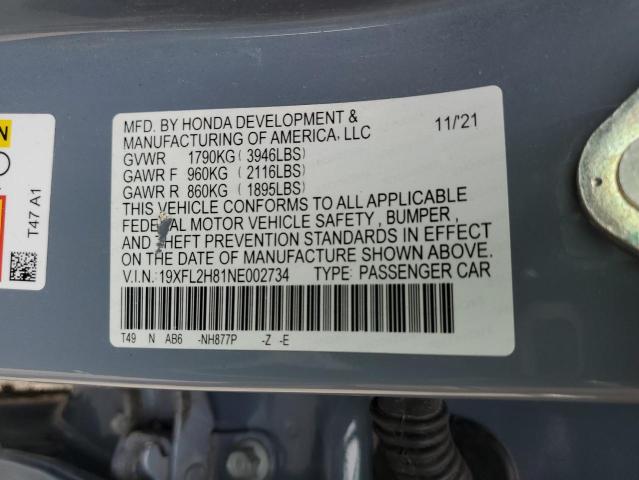 MFD. BY HONDA DEVELOPMENT &
MANUFACTURING OF AMERICA, LLC 11/'21
GVWR 1790KG ( 3946LBS)
GAWR F 960KG ( 2116LBS)
GAWR R 860KG ( 1895LBS)
THIS VEHICLE CONFORMS TO ALL APPLICABLE
FEDERAL MOTOR VEHICLE SAFETY , BUMPER ,
AND THEFT PREVENTION STANDARDS IN EFFECT
ON THE DATE OF MANUFACTURE SHOWN ABOVE.
V.I.N: 19XFL2H81NE002734 TYPE: PASSENGER CAR
T49 N AB6 -NH877P -Z -E
T47 A1